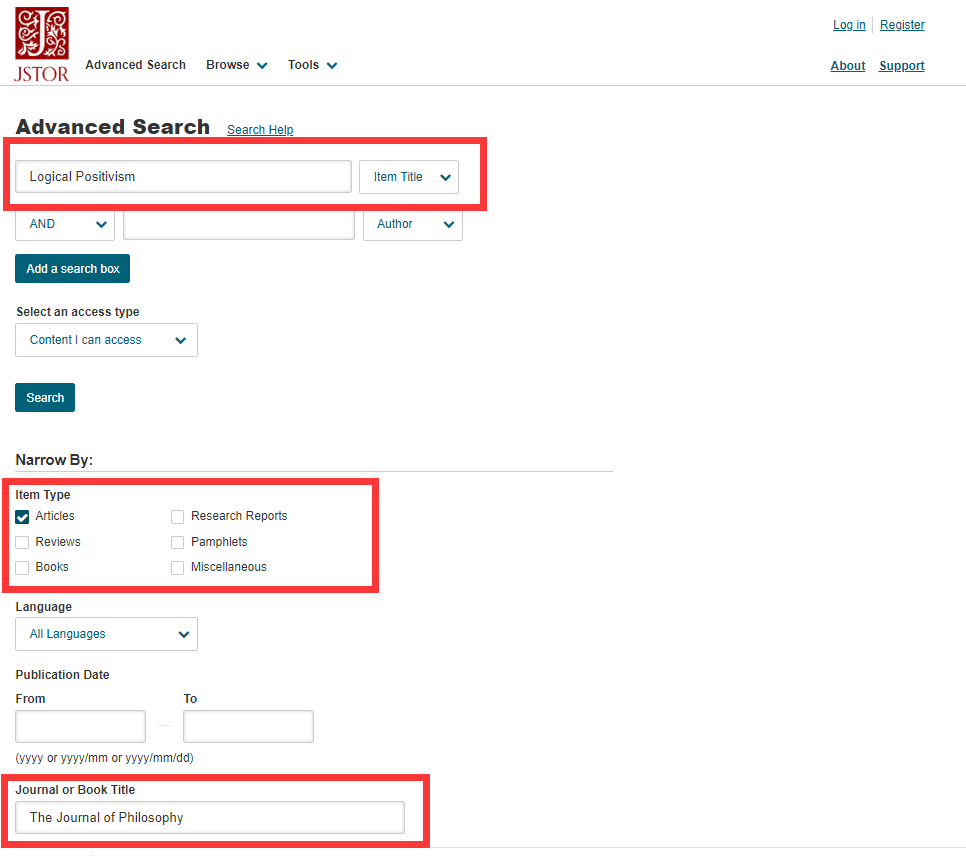 Log in Register
JSTOR Advanced Search Browse Tools About Support
Advanced Search Search Help
Logical Positivism Item Title
AND Author
Add a search box
Select an access type
Content I can access
Search
Narrow By:
Item Type
Articles Research Reports
Reviews Pamphlets
Books Miscellaneous
Language
All Languages
Publication Date
From To
(yyyy or yyyy/mm or yyyy/mm/dd)
Journal or Book Title
The Journal of Philosophy